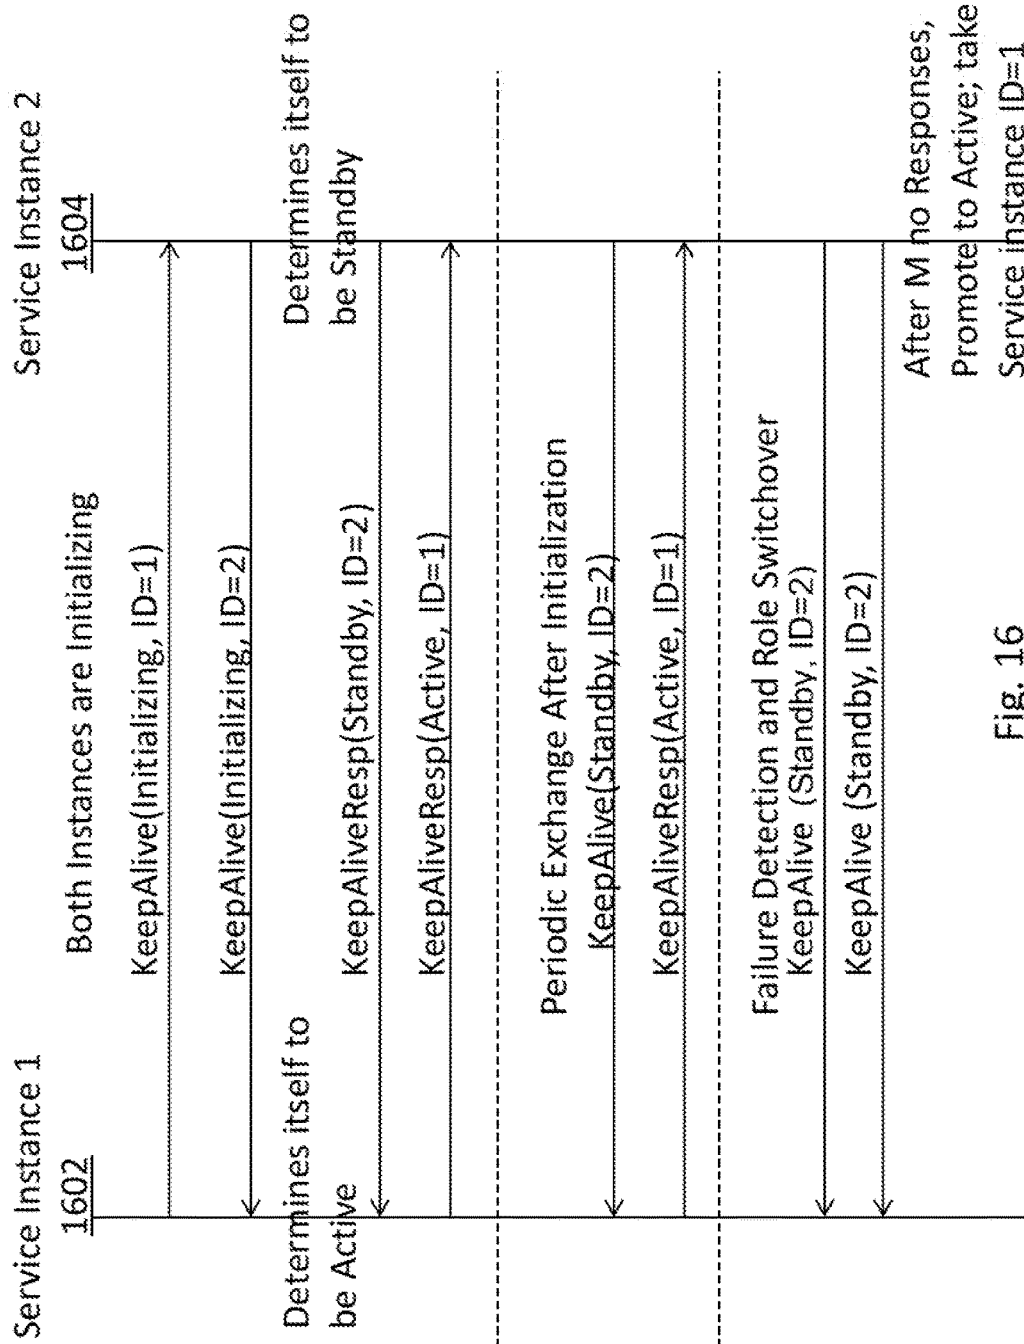 Service Instance 1
1602
Service Instance 2
1604
Both Instances are Initializing
KeepAlive(Initializing, ID=1)
KeepAlive(Initializing, ID=2)
Determines itself to
be Active
Determines itself to
be Standby
KeepAliveResp(Standby, ID=2)
KeepAliveResp(Active, ID=1)
Periodic Exchange After Initialization
KeepAlive(Standby, ID=2)
KeepAliveResp(Active, ID=1)
Failure Detection and Role Switchover
KeepAlive (Standby, ID=2)
KeepAlive (Standby, ID=2)
After M no Responses,
Promote to Active; take
Service instance ID=1
Fig. 16